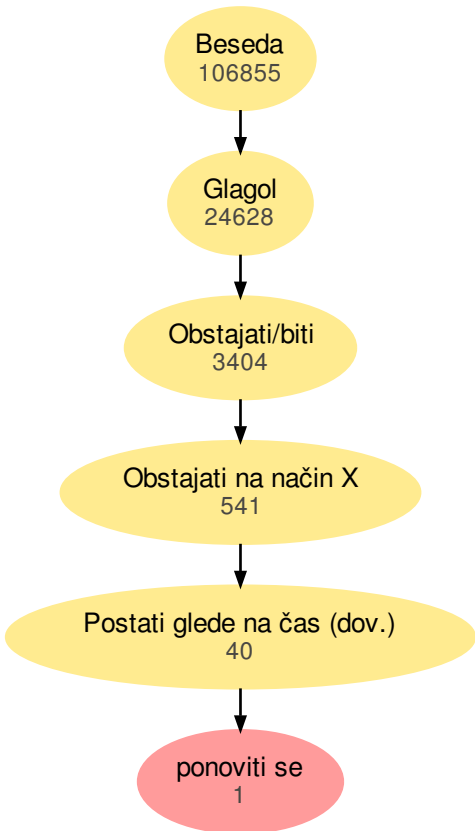 Beseda
106855
Glagol
24628
Obstajati/biti
3404
Obstajati na način X
541
Postati glede na čas (dov.)
40
ponoviti se
1